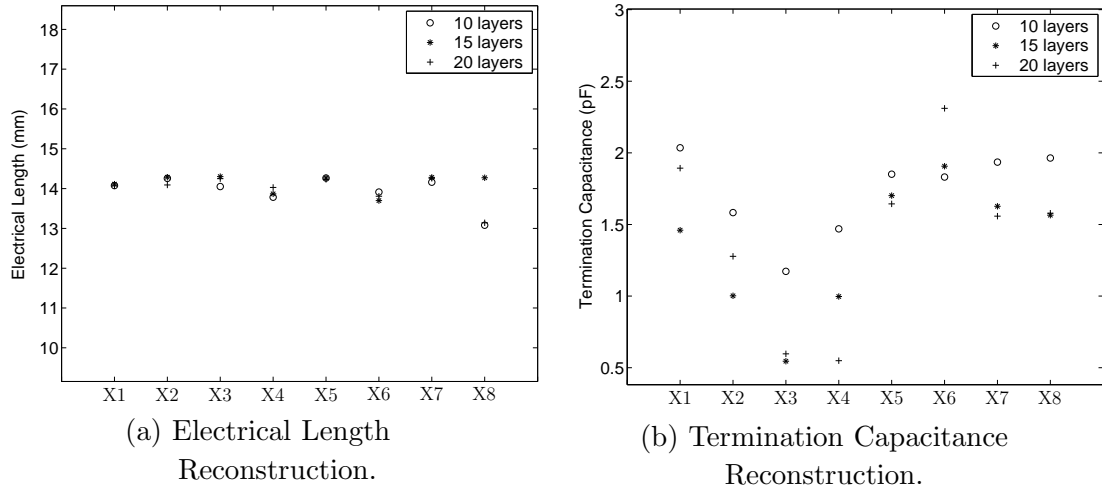 18
17
16
15
14
13
12
11
10
Electrical Length (mm)
10 layers
15 layers
20 layers
X1 X2 X3 X4 X5 X6 X7 X8
(a) Electrical Length
Reconstruction.
3
2.5
2
1.5
1
0.5
Termination Capacitance (pF)
10 layers
15 layers
20 layers
X1 X2 X3 X4 X5 X6 X7 X8
(b) Termination Capacitance
Reconstruction.